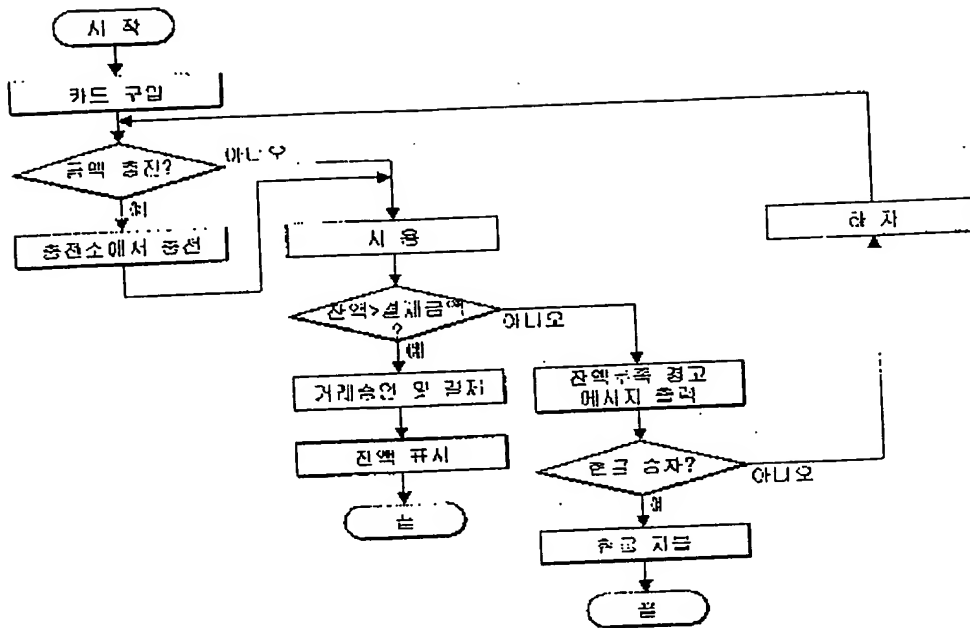 시 작
카드 구입
금액 충진?
아니오
예
충전소에서 충전
사 용
하 차
잔액>결제금액
?
아니오
예
거래승인 및 결제
잔액부족 경고
메시지 출력
잔액 표시
현금 승차?
아니오
예
끝
현금 지불
끝